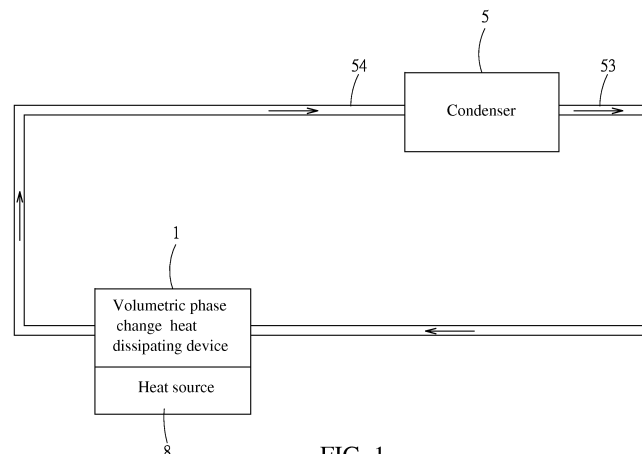 5
54
53
Condenser
1
Volumetric phase
change heat
dissipating device
Heat source
8
FIG. 1